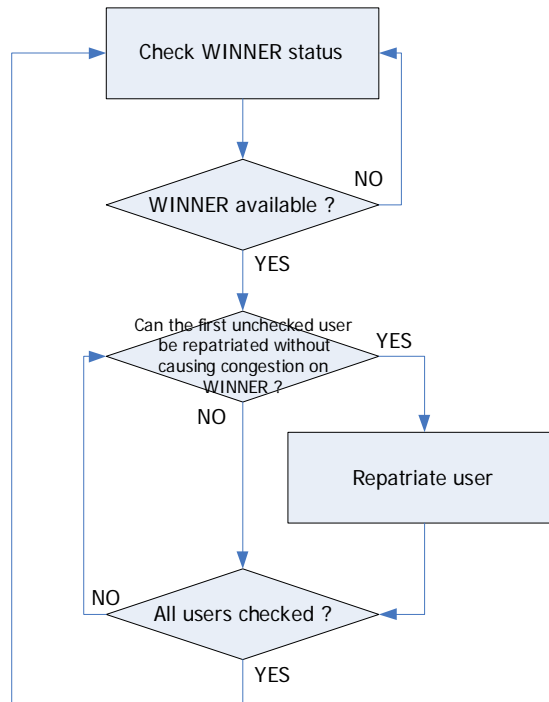 Check WINNER status
NO
WINNER available ?
YES
Can the first unchecked user
be repatriated without
causing congestion on
WINNER ?
YES
NO
Repatriate user
NO
All users checked ?
YES